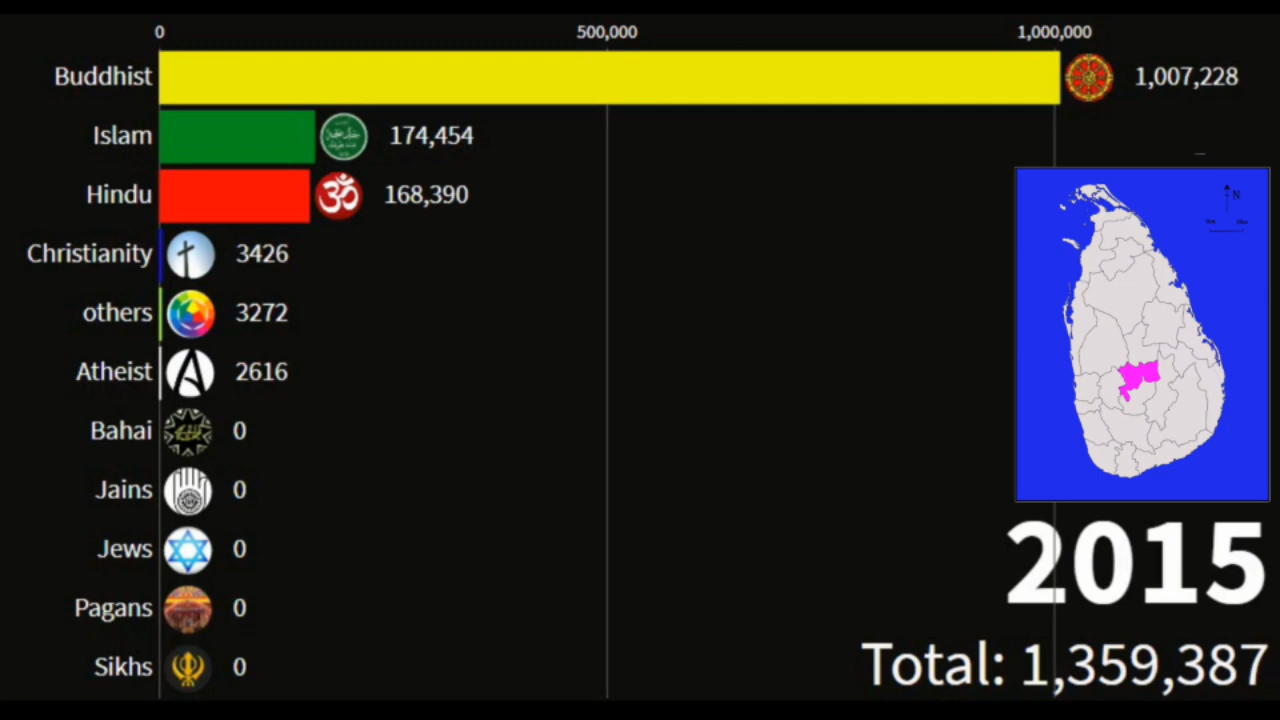 0 500,000 1,000,000
Buddhist 1,007,228
Islam 174,454
Hindu ॐ 168,390
Christianity 3426
others 3272
Atheist 2616
Bahai 0
Jains 0
Jews 0
Pagans 0
Sikhs 0
N
2015
Total: 1,359,387